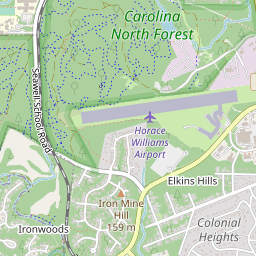 Carolina
North Forest
Seawell School Road
Horace
Williams
Airport
Elkins Hills
Iron Mine
Hill
159 m
Colonial
Heights
Ironwoods